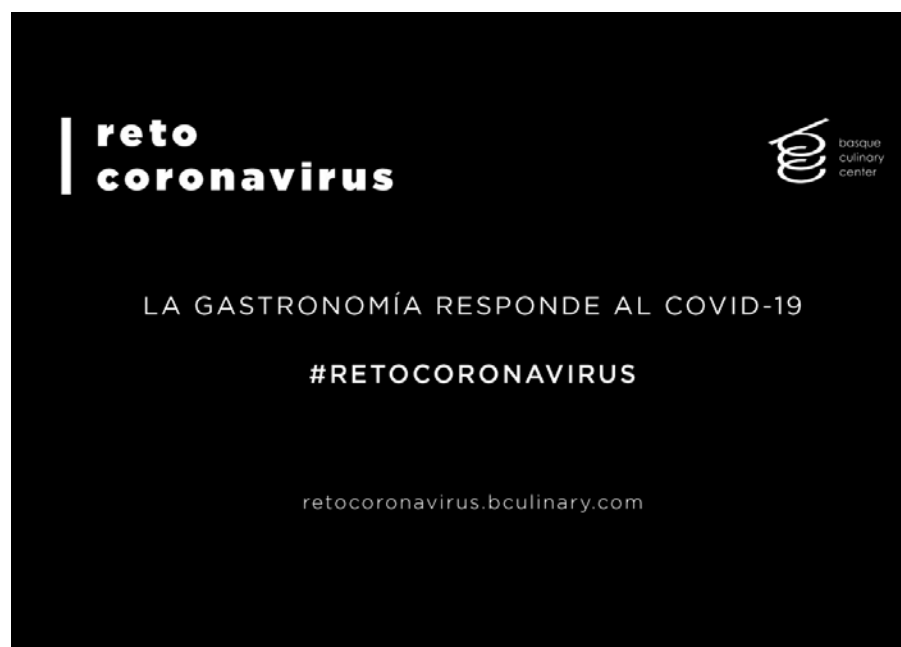 reto
coronavirus
basque
culinary
center
LA GASTRONOMÍA RESPONDE AL COVID-19
#RETOCORONAVIRUS
retocoronavirus.bculinary.com